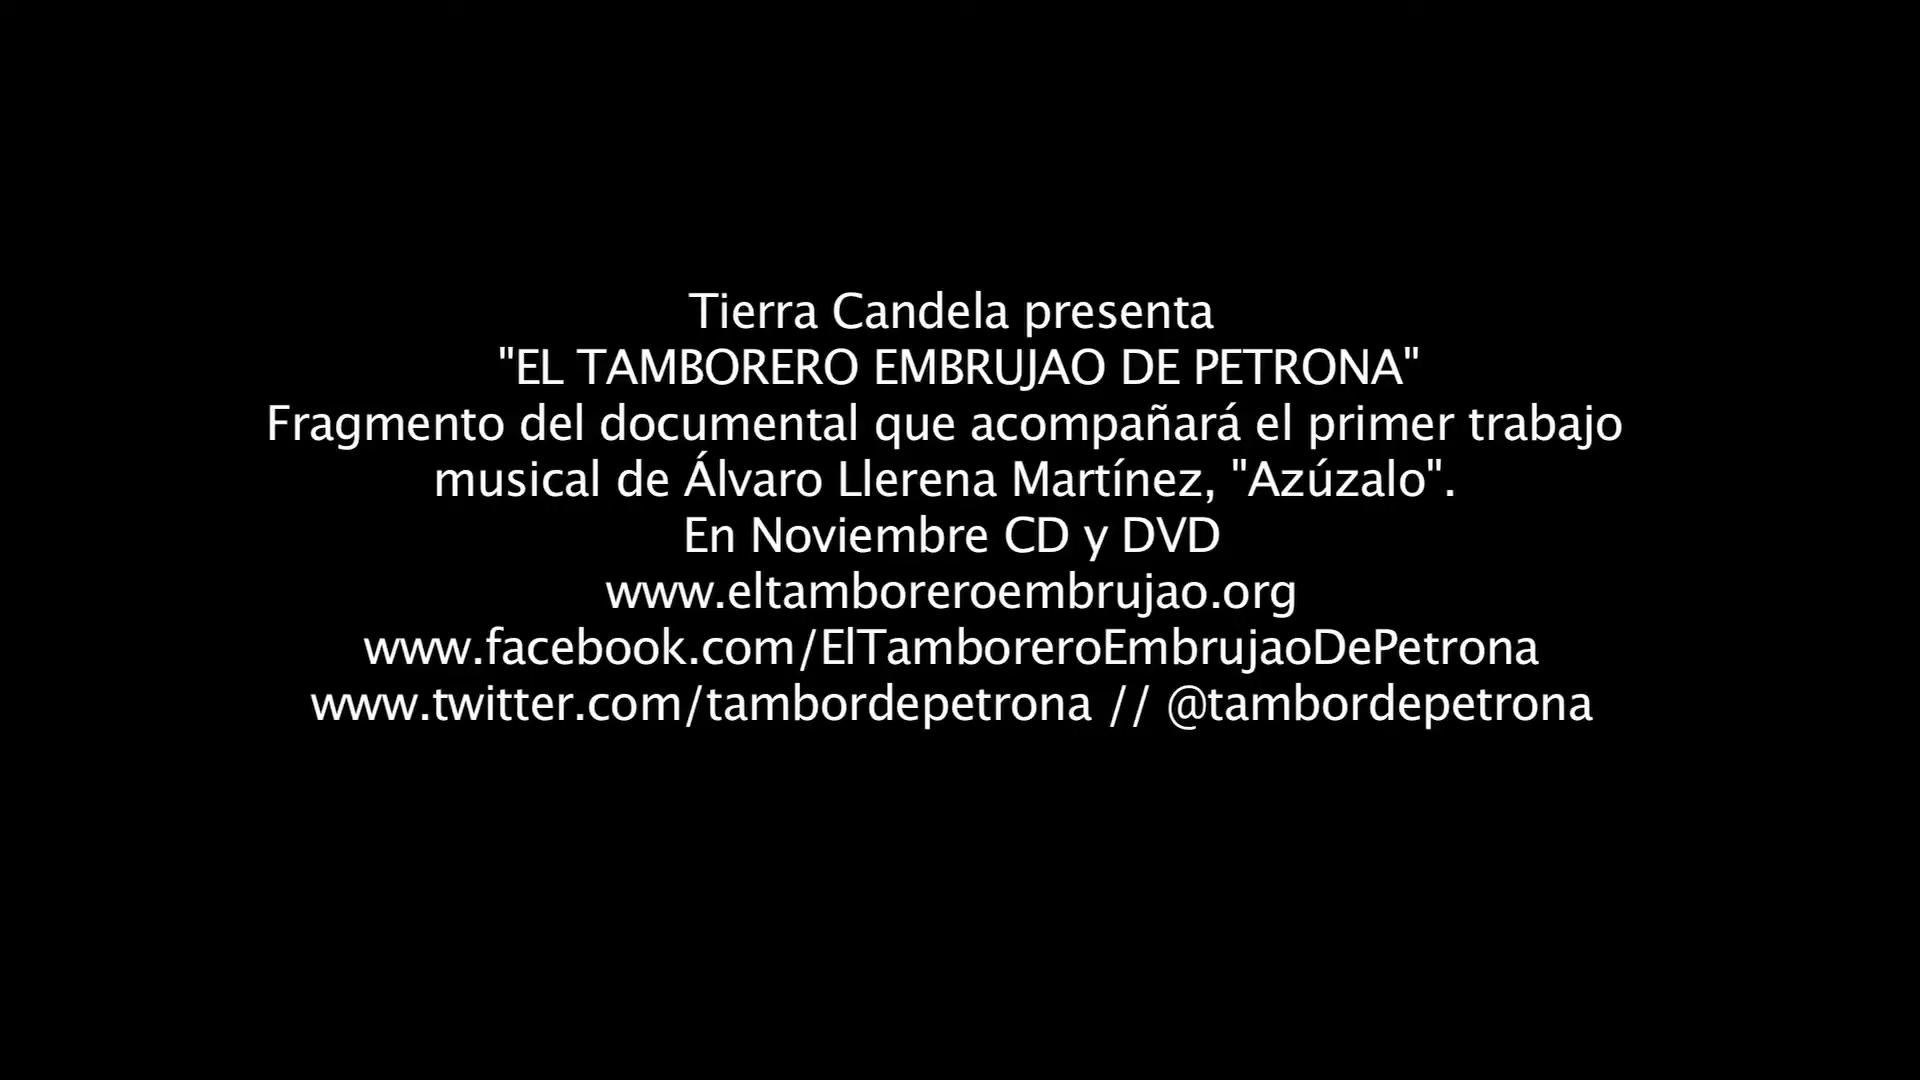 Tierra Candela presenta
"EL TAMBORERO EMBRUJAO DE PETRONA"
Fragmento del documental que acompañará el primer trabajo
musical de Álvaro Llerena Martínez, "Azúzalo".
En Noviembre CD y DVD
www.eltamboreroembrujao.org
www.facebook.com/ElTamboreroEmbrujaoDePetrona
www.twitter.com/tambordepetrona // @tambordepetrona